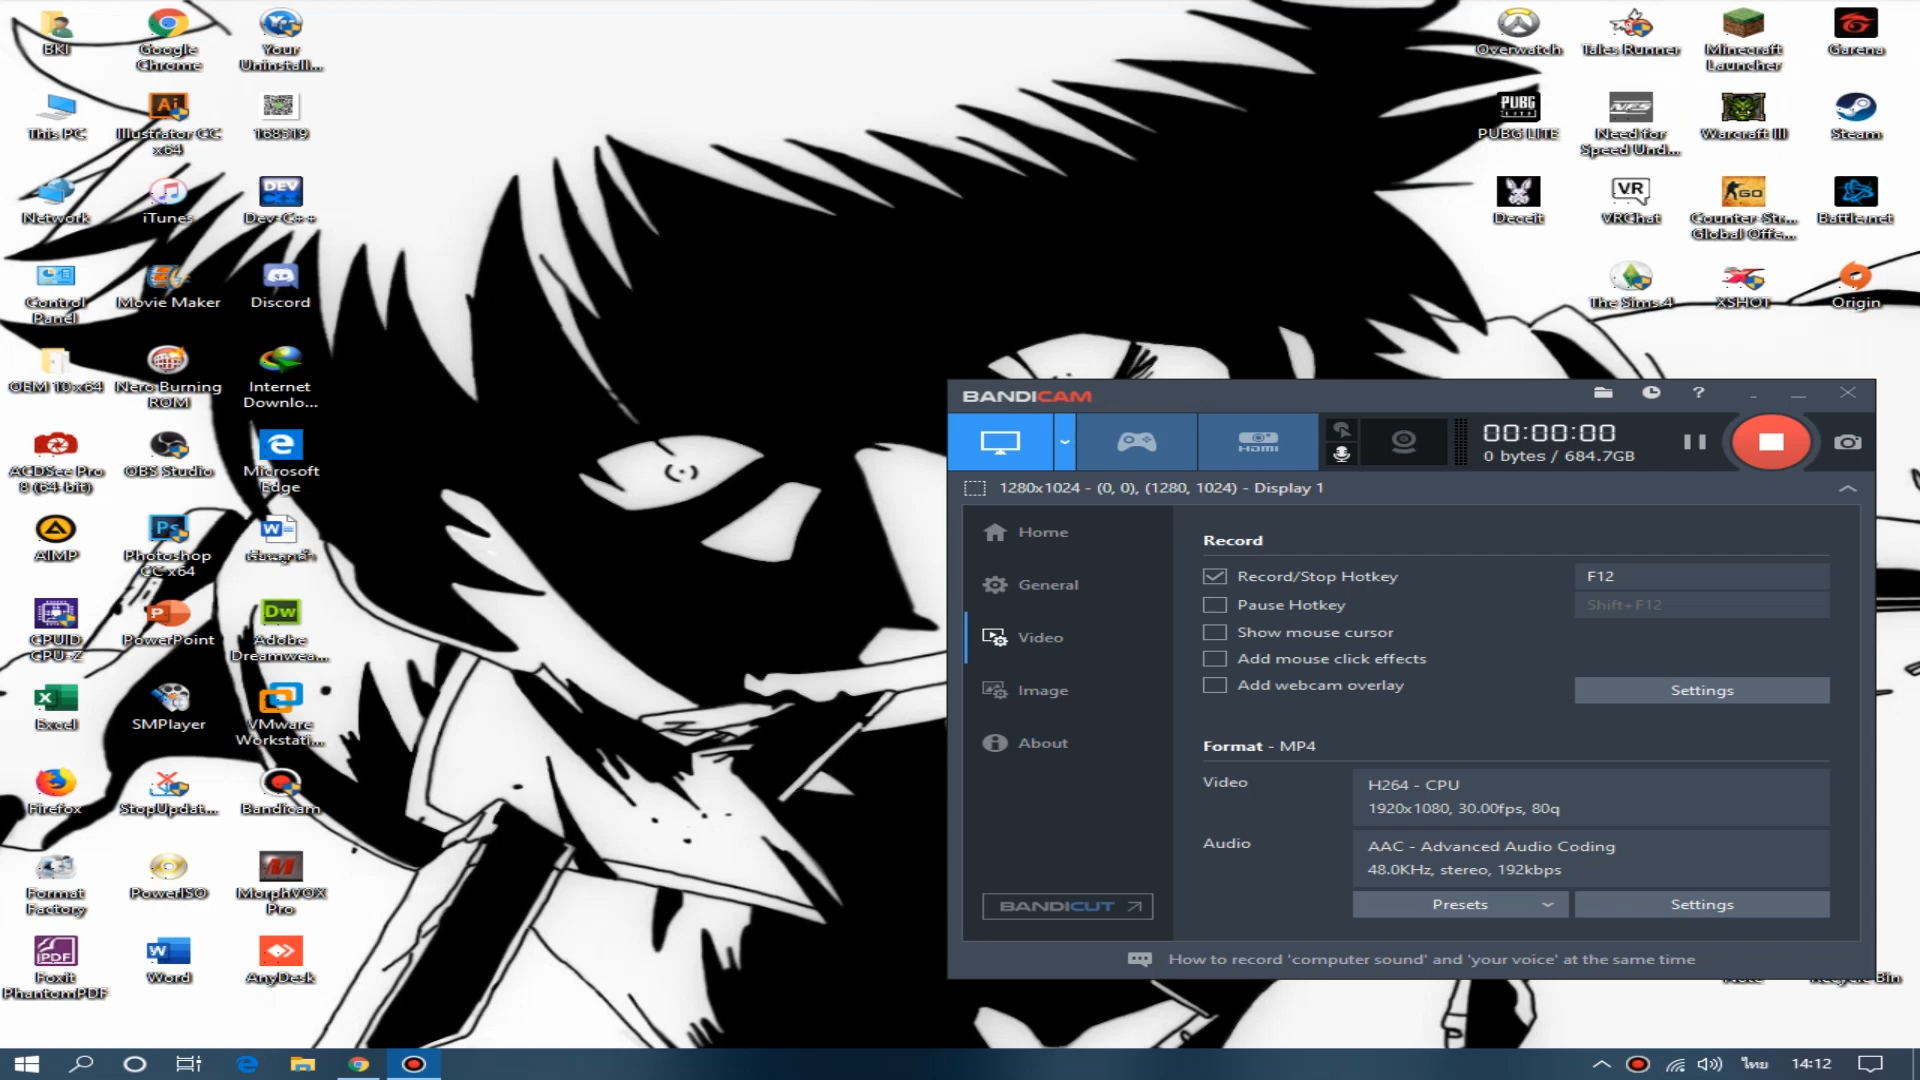 BKI
Google
Chrome
Your
Uninstall...
This PC
Illustrator CC
x64
168519
Network
iTunes
DEV
Dev-C++
Control
Panel
Movie Maker
Discord
OEM 10 x64
Nero Burning
ROM
Internet
Downlo...
ACDSee Pro
8 (64-bit)
OBS Studio
Microsoft
Edge
AIMP
Photoshop
CC x64
CPUID
CPU-Z
PowerPoint
Adobe
Dreamwea...
Excel
SMPlayer
VMware
Workstati...
Firefox
StopUpdat...
Bandicam
Format
Factory
PowerISO
MorphVOX
Pro
Foxit
PhantomPDF
Word
AnyDesk
Overwatch
Tales Runner
Minecraft
Launcher
Garena
PUBG LITE
Need for
Speed Und...
Warcraft III
Steam
Deceit
VRChat
Counter-Str...
Global Offe...
Battle.net
The Sims 4
XSHOT
Origin
BANDICAM
HDMI
00:00:00
0 bytes / 684.7GB
1280x1024 - (0, 0), (1280, 1024) - Display 1
Home
General
Video
Image
About
BANDICUT
Record
Record/Stop Hotkey
F12
Pause Hotkey
Shift+F12
Show mouse cursor
Add mouse click effects
Add webcam overlay
Settings
Format - MP4
Video
H264 - CPU
1920x1080, 30.00fps, 80q
Audio
AAC - Advanced Audio Coding
48.0KHz, stereo, 192kbps
Presets
Settings
How to record 'computer sound' and 'your voice' at the same time
Recycle Bin
ไทย
14:12